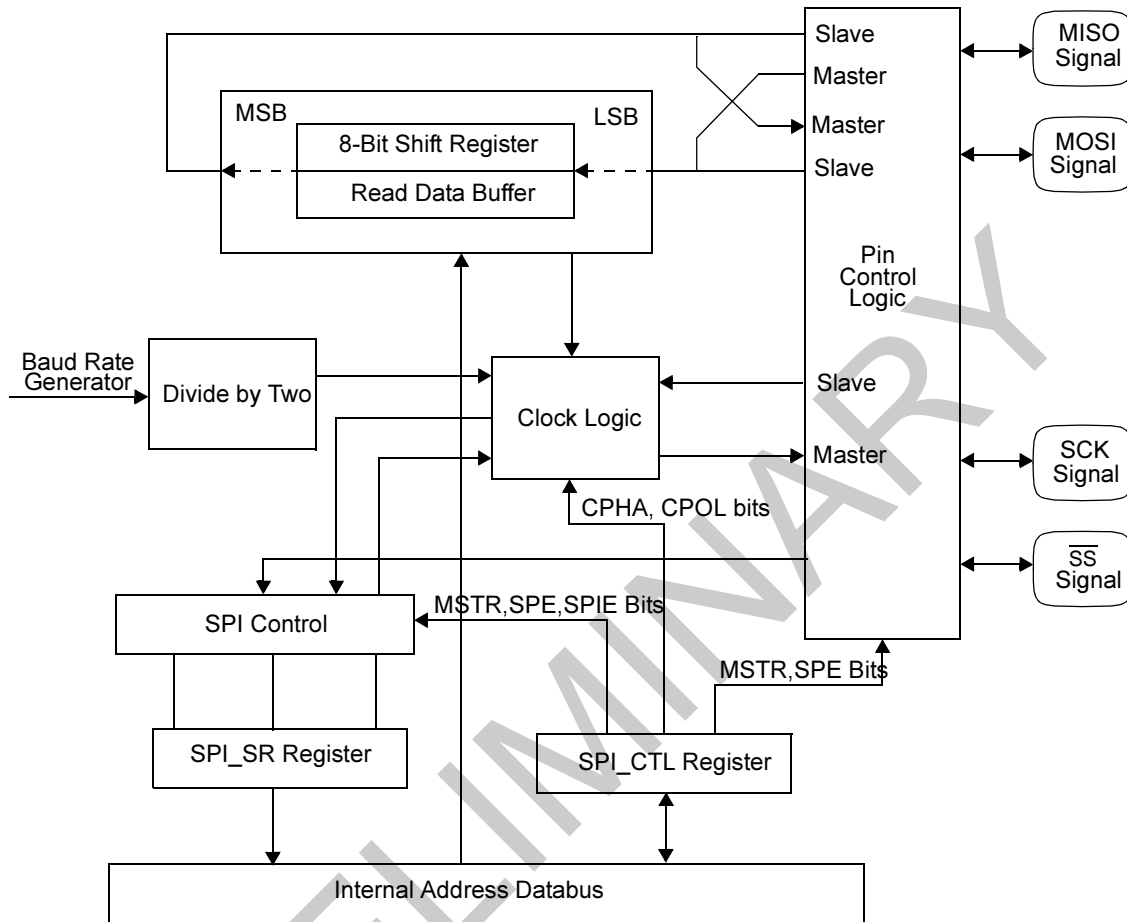 Slave
MISO
Signal
Master
MSB
LSB
Master
MOSI
Signal
8-Bit Shift Register
Slave
Read Data Buffer
Pin
Control
Logic
Baud Rate
Generator
Divide by Two
Clock Logic
Slave
Master
SCK
Signal
CPHA, CPOL bits
SS
Signal
SPI Control
MSTR,SPE,SPIE Bits
MSTR,SPE Bits
SPI_SR Register
SPI_CTL Register
Internal Address Databus
PRELIMINARY